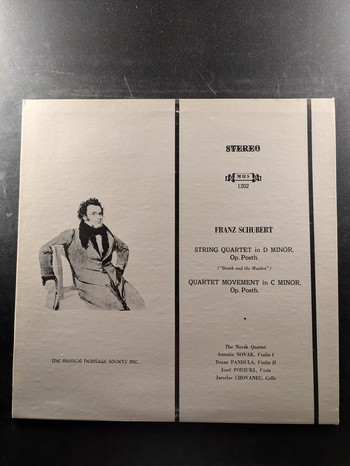 STEREO
MHS
1202
FRANZ SCHUBERT
STRING QUARTET in D MINOR,
Op. Posth.
("Death and the Maiden")
QUARTET MOVEMENT in C MINOR,
Op. Posth.
The Novak Quartet
Antonin NOVAK, Violin I
Dusan PANDULA, Violin II
Josef PODJUKL, Viola
Jaroslav CHOVANEC, Cello
the musical heritage society inc.